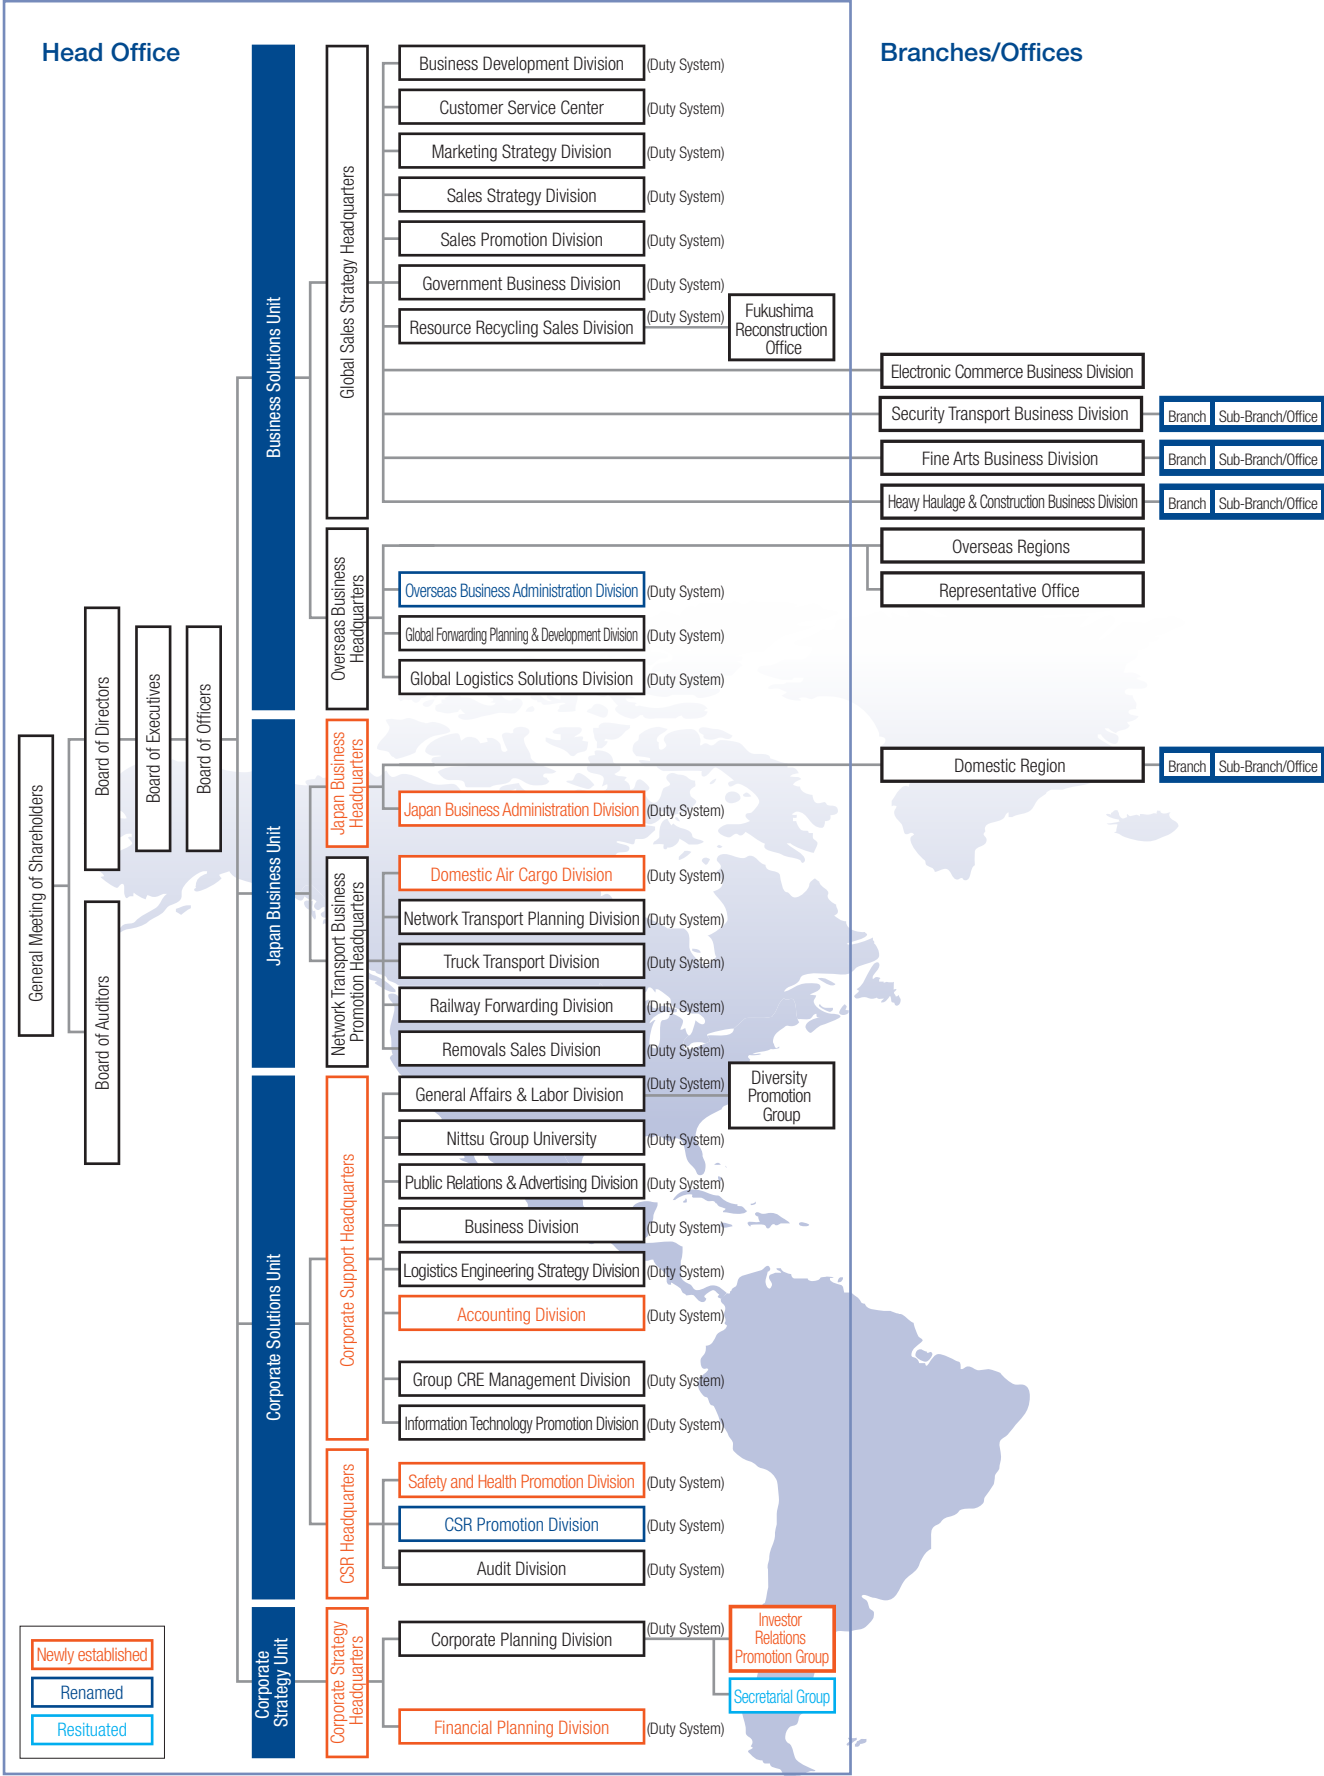 Head Office
Branches/Offices
General Meeting of Shareholders
Board of Directors
Board of Auditors
Board of Executives
Board of Officers
Business Solutions Unit
Global Sales Strategy Headquarters
Business Development Division (Duty System)
Customer Service Center (Duty System)
Marketing Strategy Division (Duty System)
Sales Strategy Division (Duty System)
Sales Promotion Division (Duty System)
Government Business Division (Duty System)
Resource Recycling Sales Division (Duty System)
Fukushima
Reconstruction
Office
Electronic Commerce Business Division
Security Transport Business Division Branch Sub-Branch/Office
Fine Arts Business Division Branch Sub-Branch/Office
Heavy Haulage & Construction Business Division Branch Sub-Branch/Office
Overseas Business
Headquarters
Overseas Regions
Representative Office
Overseas Business Administration Division (Duty System)
Global Forwarding Planning & Development Division (Duty System)
Global Logistics Solutions Division (Duty System)
Japan Business Unit
Japan Business
Headquarters
Domestic Region Branch Sub-Branch/Office
Japan Business Administration Division (Duty System)
Network Transport Business
Promotion Headquarters
Domestic Air Cargo Division (Duty System)
Network Transport Planning Division (Duty System)
Truck Transport Division (Duty System)
Railway Forwarding Division (Duty System)
Removals Sales Division (Duty System)
Corporate Solutions Unit
Corporate Support Headquarters
General Affairs & Labor Division (Duty System)
Diversity
Promotion
Group
Nittsu Group University (Duty System)
Public Relations & Advertising Division (Duty System)
Business Division (Duty System)
Logistics Engineering Strategy Division (Duty System)
Accounting Division (Duty System)
Group CRE Management Division (Duty System)
Information Technology Promotion Division (Duty System)
CSR Headquarters
Safety and Health Promotion Division (Duty System)
CSR Promotion Division (Duty System)
Audit Division (Duty System)
Corporate
Strategy Unit
Corporate Strategy
Headquarters
Corporate Planning Division (Duty System)
Investor
Relations
Promotion Group
Secretarial Group
Financial Planning Division (Duty System)
Newly established
Renamed
Resituated